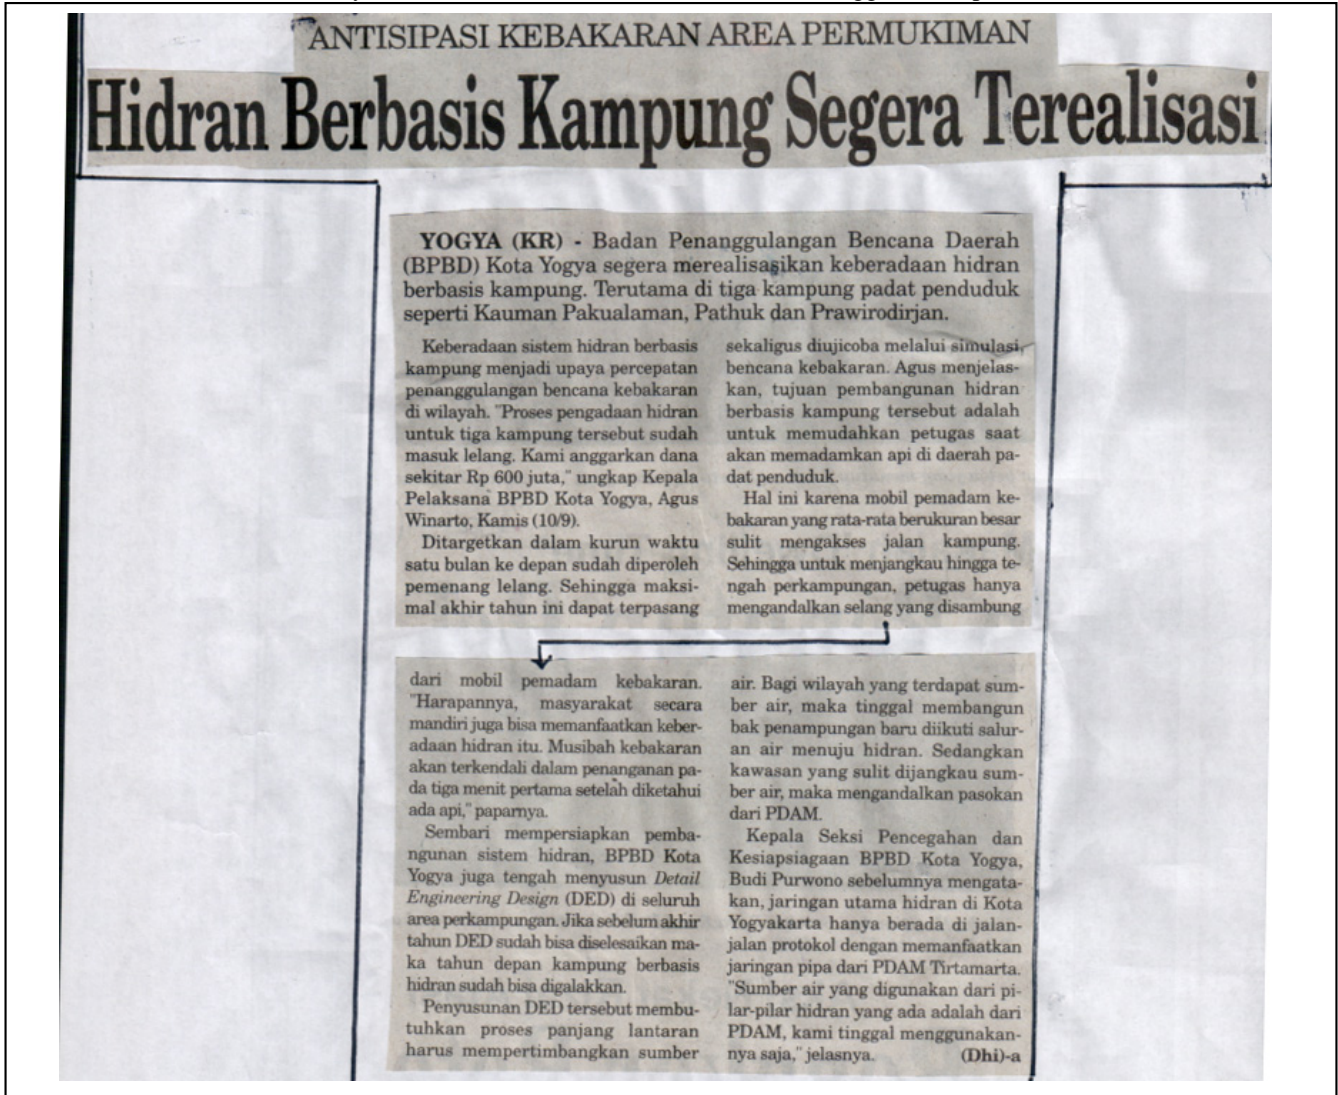 ANTISIPASI KEBAKARAN AREA PERMUKIMAN
Hidran Berbasis Kampung Segera Terealisasi
YOGYA (KR) - Badan Penanggulangan Bencana Daerah
(BPBD) Kota Yogya segera merealisasikan keberadaan hidran
berbasis kampung. Terutama di tiga kampung padat penduduk
seperti Kauman Pakualaman, Pathuk dan Prawirodirjan.
Keberadaan sistem hidran berbasis
kampung menjadi upaya percepatan
penanggulangan bencana kebakaran
di wilayah. "Proses pengadaan hidran
untuk tiga kampung tersebut sudah
masuk lelang. Kami anggarkan dana
sekitar Rp 600 juta," ungkap Kepala
Pelaksana BPBD Kota Yogya, Agus
Winarto, Kamis (10/9).
Ditargetkan dalam kurun waktu
satu bulan ke depan sudah diperoleh
pemenang lelang. Sehingga maksi-
mal akhir tahun ini dapat terpasang
sekaligus diujicoba melalui simulasi
bencana kebakaran. Agus menjelas-
kan, tujuan pembangunan hidran
berbasis kampung tersebut adalah
untuk memudahkan petugas saat
akan memadamkan api di daerah pa-
dat penduduk.
Hal ini karena mobil pemadam ke-
bakaran yang rata-rata berukuran besar
sulit mengakses jalan kampung.
Sehingga untuk menjangkau hingga te-
ngah perkampungan, petugas hanya
mengandalkan selang yang disambung
dari mobil pemadam kebakaran.
"Harapannya, masyarakat secara
mandiri juga bisa memanfaatkan keber-
adaan hidran itu. Musibah kebakaran
akan terkendali dalam penanganan pa-
da tiga menit pertama setelah diketahui
ada api," paparnya.
Sembari mempersiapkan pemba-
ngunan sistem hidran, BPBD Kota
Yogya juga tengah menyusun Detail
Engineering Design (DED) di seluruh
area perkampungan. Jika sebelum akhir
tahun DED sudah bisa diselesaikan ma-
ka tahun depan kampung berbasis
hidran sudah bisa digalakkan.
Penyusunan DED tersebut membu-
tuhkan proses panjang lantaran
harus mempertimbangkan sumber
air. Bagi wilayah yang terdapat sum-
ber air, maka tinggal membangun
bak penampungan baru diikuti salur-
an air menuju hidran. Sedangkan
kawasan yang sulit dijangkau sum-
ber air, maka mengandalkan pasokan
dari PDAM.
Kepala Seksi Pencegahan dan
Kesiapsiagaan BPBD Kota Yogya,
Budi Purwono sebelumnya mengata-
kan, jaringan utama hidran di Kota
Yogyakarta hanya berada di jalan-
jalan protokol dengan memanfaatkan
jaringan pipa dari PDAM Tirtamarta.
"Sumber air yang digunakan dari pi-
lar-pilar hidran yang ada adalah dari
PDAM, kami tinggal menggunakan-
nya saja," jelasnya. (Dhi)-a